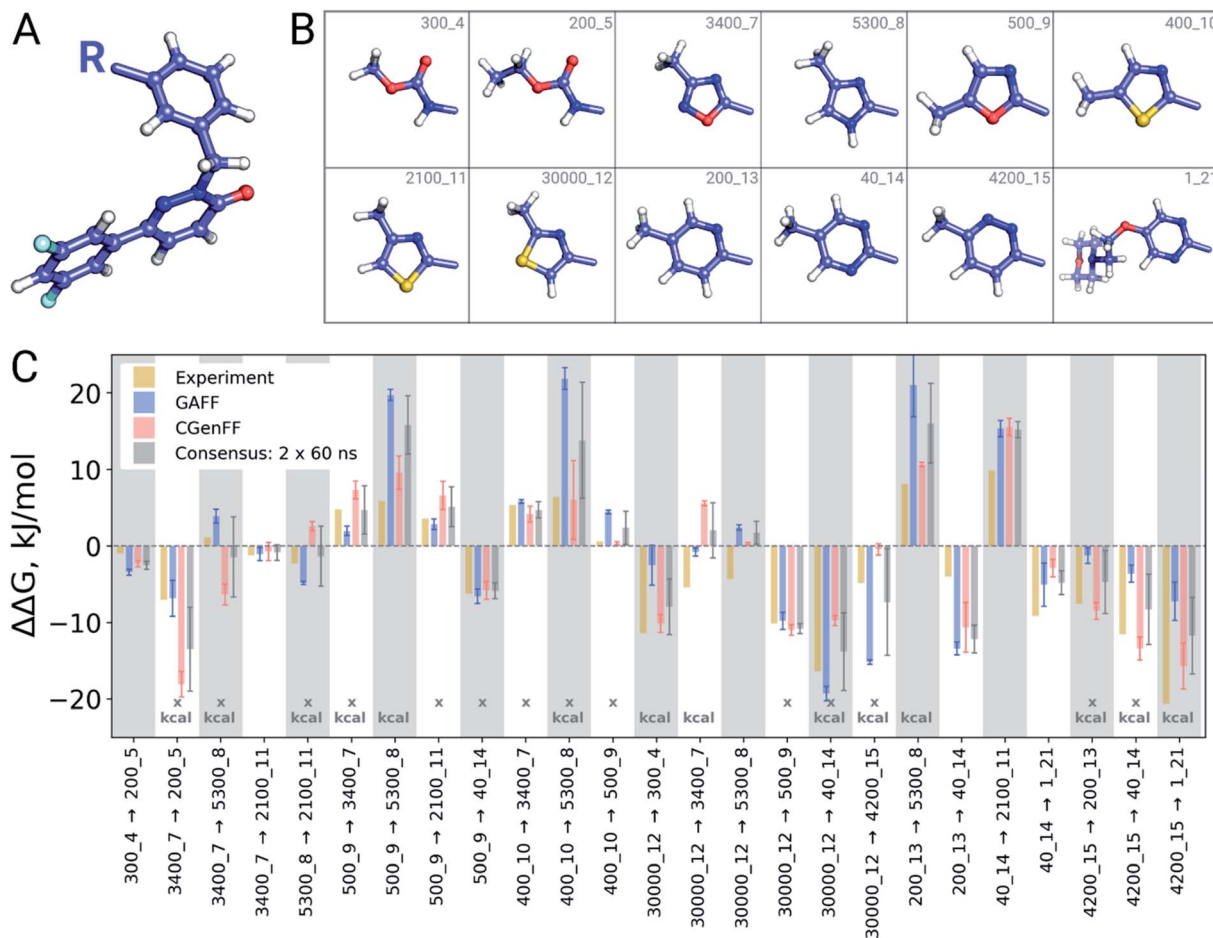 A
R
B
300_4
200_5
3400_7
5300_8
500_9
400_10
2100_11
30000_12
200_13
40_14
4200_15
1_21
C
ΔΔG, kJ/mol
20
10
0
−10
−20
Experiment
GAFF
CGenFF
Consensus: 2 x 60 ns
x x x x x x x x x x x x x x
kcal kcal kcal kcal kcal kcal kcal kcal kcal kcal kcal kcal kcal
300_4 → 200_5
3400_7 → 200_5
3400_7 → 5300_8
3400_7 → 2100_11
5300_8 → 2100_11
500_9 → 3400_7
500_9 → 5300_8
500_9 → 2100_11
500_9 → 40_14
400_10 → 3400_7
400_10 → 5300_8
400_10 → 500_9
30000_12 → 300_4
30000_12 → 3400_7
30000_12 → 5300_8
30000_12 → 500_9
30000_12 → 40_14
30000_12 → 4200_15
200_13 → 5300_8
200_13 → 40_14
40_14 → 2100_11
40_14 → 1_21
4200_15 → 200_13
4200_15 → 40_14
4200_15 → 1_21